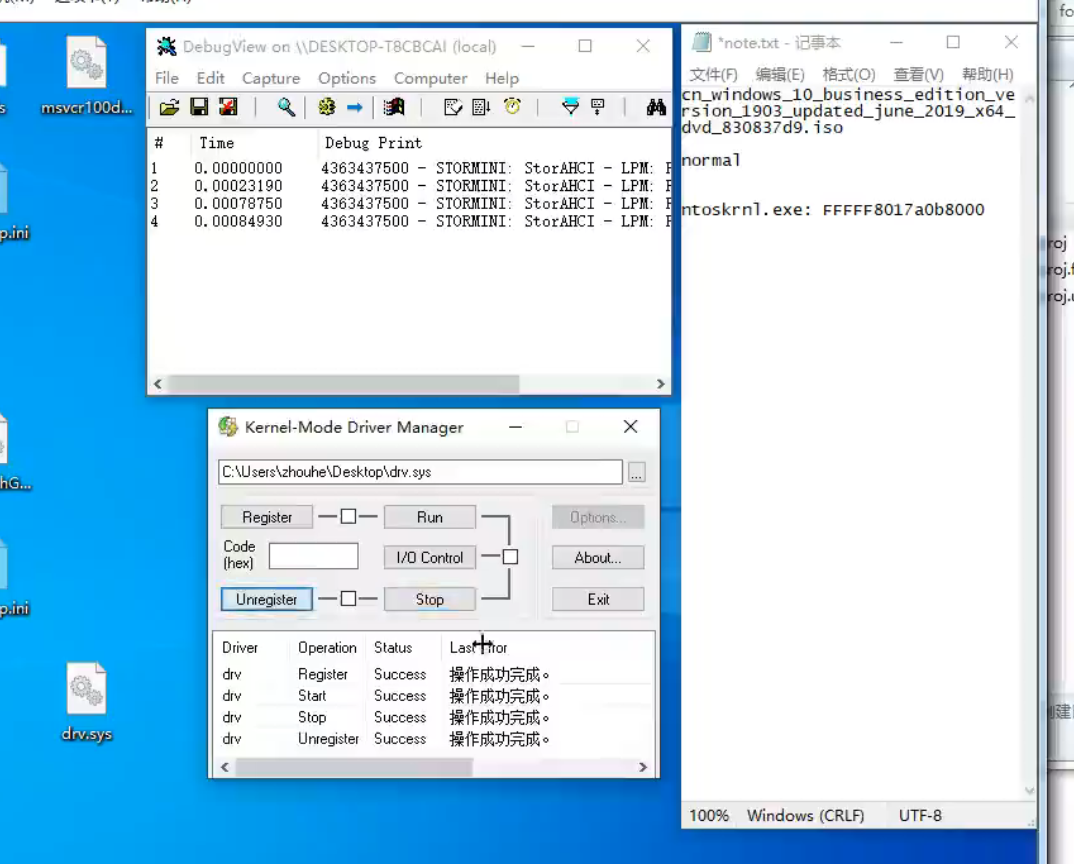 DebugView on \\DESKTOP-T8CBCAI (local)
File Edit Capture Options Computer Help
# Time Debug Print
1 0.00000000 4363437500 - STORMINI: StorAHCI - LPM:
2 0.00023190 4363437500 - STORMINI: StorAHCI - LPM:
3 0.00078750 4363437500 - STORMINI: StorAHCI - LPM:
4 0.00084930 4363437500 - STORMINI: StorAHCI - LPM:
*note.txt - 记事本
文件(F) 编辑(E) 格式(O) 查看(V) 帮助(H)
cn_windows_10_business_edition_ve
rsion_1903_updated_june_2019_x64_
dvd_830837d9.iso
normal
ntoskrnl.exe: FFFFF8017a0b8000
100% Windows (CRLF) UTF-8
msvcr100d...
p.ini
hG...
p.ini
drv.sys
Kernel-Mode Driver Manager
C:\Users\zhouhe\Desktop\drv.sys
...
Register Run Options...
Code
(hex)
I/O Control About...
Unregister Stop Exit
Driver Operation Status
drv Register Success 操作成功完成。
drv Start Success 操作成功完成。
drv Stop Success 操作成功完成。
drv Unregister Success 操作成功完成。
fo
roj
roj.f
roj.u